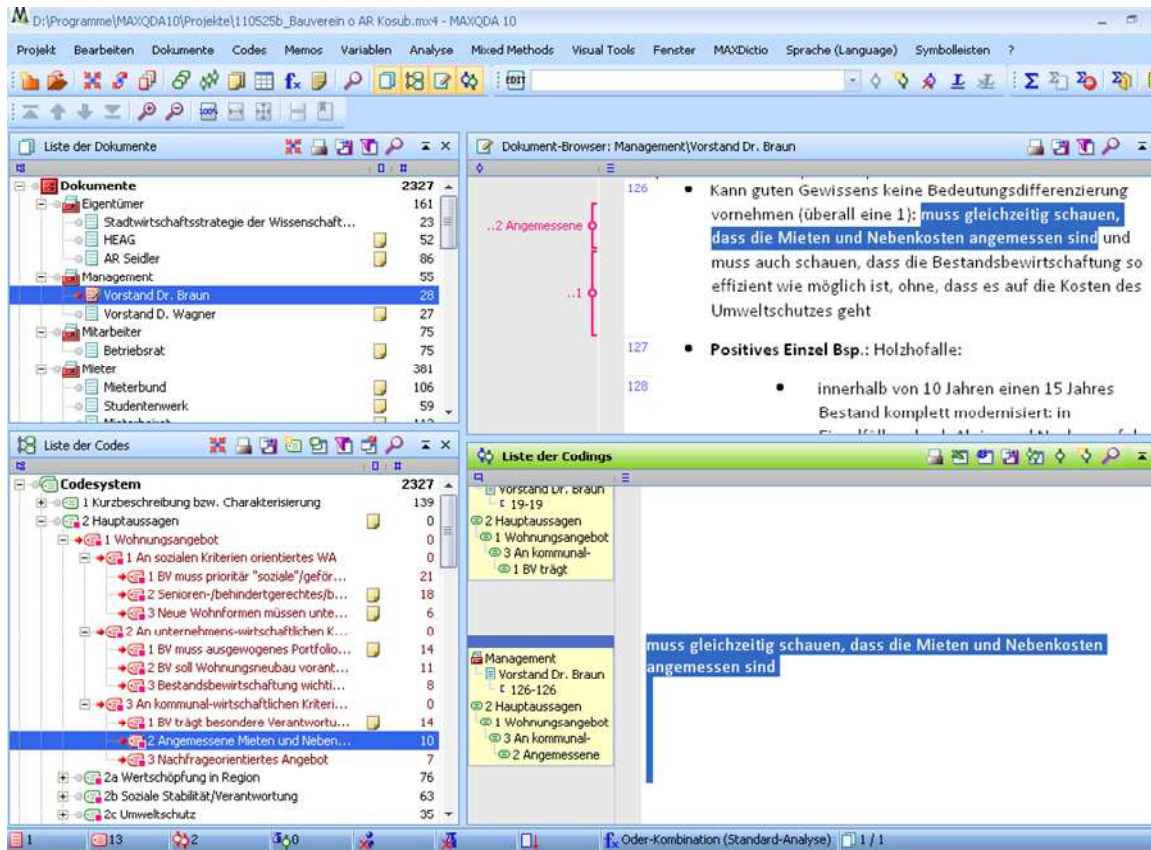 D:\Programme\MAXQDA10\Projekte\110525b_Bauverein o AR Kosub.mx4 - MAXQDA 10
Projekt Bearbeiten Dokumente Codes Memos Variablen Analyse Mixed Methods Visual Tools Fenster MAXDictio Sprache (Language) Symbolleisten ?
EDIT
100%
Liste der Dokumente
Dokumente 2327
Eigentümer 161
Stadtwirtschaftsstrategie der Wissenschaft... 23
HEAG 52
AR Seidler 86
Management 55
Vorstand Dr. Braun 28
Vorstand D. Wagner 27
Mitarbeiter 75
Betriebsrat 75
Mieter 381
Mieterbund 106
Studentenwerk 59
Dokument-Browser: Management\Vorstand Dr. Braun
..2 Angemessene
..1
126 • Kann guten Gewissens keine Bedeutungsdifferenzierung
vornehmen (überall eine 1): muss gleichzeitig schauen,
dass die Mieten und Nebenkosten angemessen sind und
muss auch schauen, dass die Bestandsbewirtschaftung so
effizient wie möglich ist, ohne, dass es auf die Kosten des
Umweltschutzes geht
127 • Positives Einzel Bsp.: Holzhofalle:
128 • innerhalb von 10 Jahren einen 15 Jahres
Bestand komplett modernisiert: in
Liste der Codes
Codesystem 2327
1 Kurzbeschreibung bzw. Charakterisierung 139
2 Hauptaussagen 0
1 Wohnungsangebot 0
1 An sozialen Kriterien orientiertes WA 0
1 BV muss prioritär "soziale"/geför... 21
2 Senioren-/behindertgerechtes/b... 18
3 Neue Wohnformen müssen unte... 6
2 An unternehmens-wirtschaftlichen K... 0
1 BV muss ausgewogenes Portfolio... 14
2 BV soll Wohnungsneubau vorant... 11
3 Bestandsbewirtschaftung wichti... 8
3 An kommunal-wirtschaftlichen Kriteri... 0
1 BV trägt besondere Verantwortu... 14
2 Angemessene Mieten und Neben... 10
3 Nachfrageorientiertes Angebot 7
2a Wertschöpfung in Region 76
2b Soziale Stabilität/Verantwortung 63
2c Umweltschutz 35
Liste der Codings
Vorstand Dr. Braun
19-19
2 Hauptaussagen
1 Wohnungsangebot
3 An kommunal-
1 BV trägt
Management
Vorstand Dr. Braun
126-126
2 Hauptaussagen
1 Wohnungsangebot
3 An kommunal-
2 Angemessene
muss gleichzeitig schauen, dass die Mieten und Nebenkosten
angemessen sind
1 13 2 0 Oder-Kombination (Standard-Analyse) 1 / 1